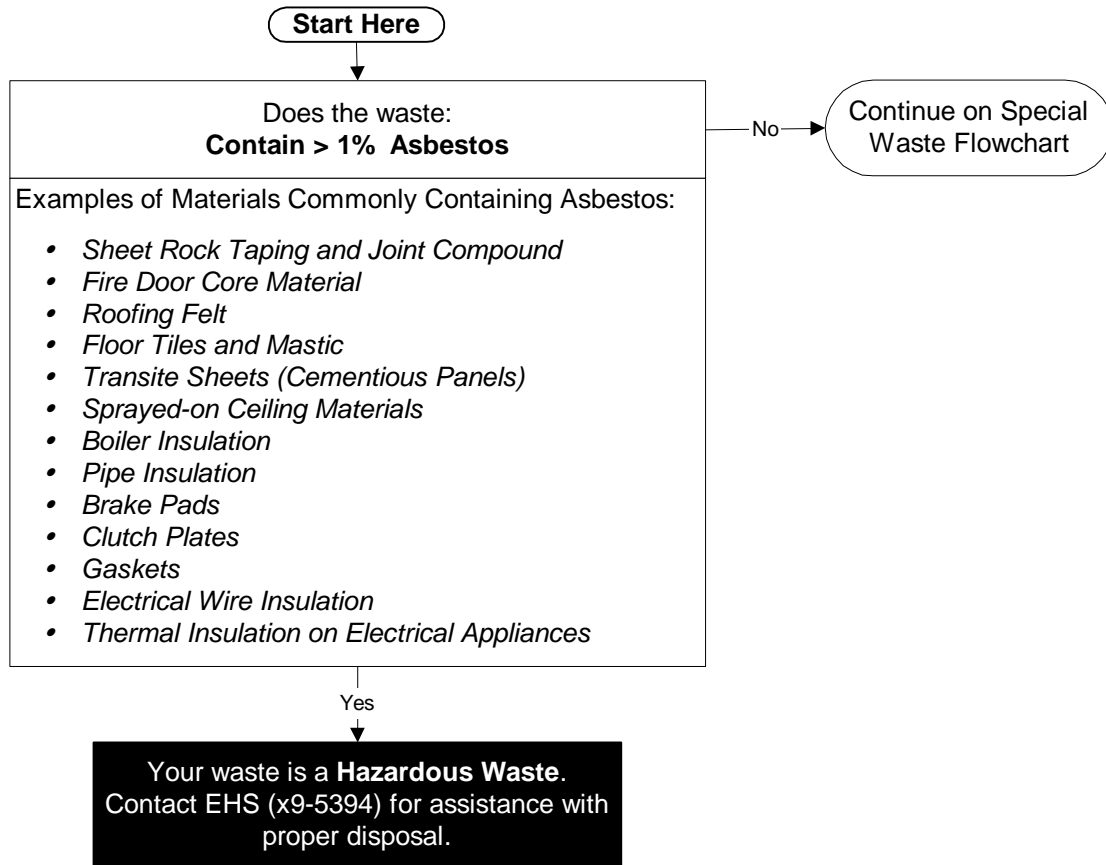 Start Here
Does the waste:
Contain > 1% Asbestos
No
Continue on Special
Waste Flowchart
Examples of Materials Commonly Containing Asbestos:
• Sheet Rock Taping and Joint Compound
• Fire Door Core Material
• Roofing Felt
• Floor Tiles and Mastic
• Transite Sheets (Cementious Panels)
• Sprayed-on Ceiling Materials
• Boiler Insulation
• Pipe Insulation
• Brake Pads
• Clutch Plates
• Gaskets
• Electrical Wire Insulation
• Thermal Insulation on Electrical Appliances
Yes
Your waste is a Hazardous Waste.
Contact EHS (x9-5394) for assistance with
proper disposal.